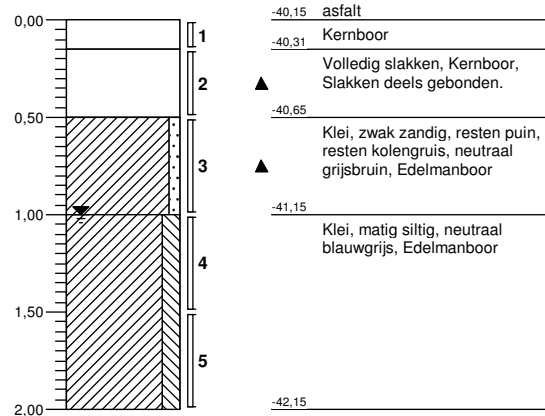 0,00
1
-40,15 asfalt
-40,31 Kernboor
2
Volledig slakken, Kernboor,
Slakken deels gebonden.
0,50
-40,65
3
Klei, zwak zandig, resten puin,
resten kolengruis, neutraal
grijsbruin, Edelmanboor
1,00
-41,15
4
Klei, matig siltig, neutraal
blauwgrijs, Edelmanboor
1,50
5
2,00
-42,15